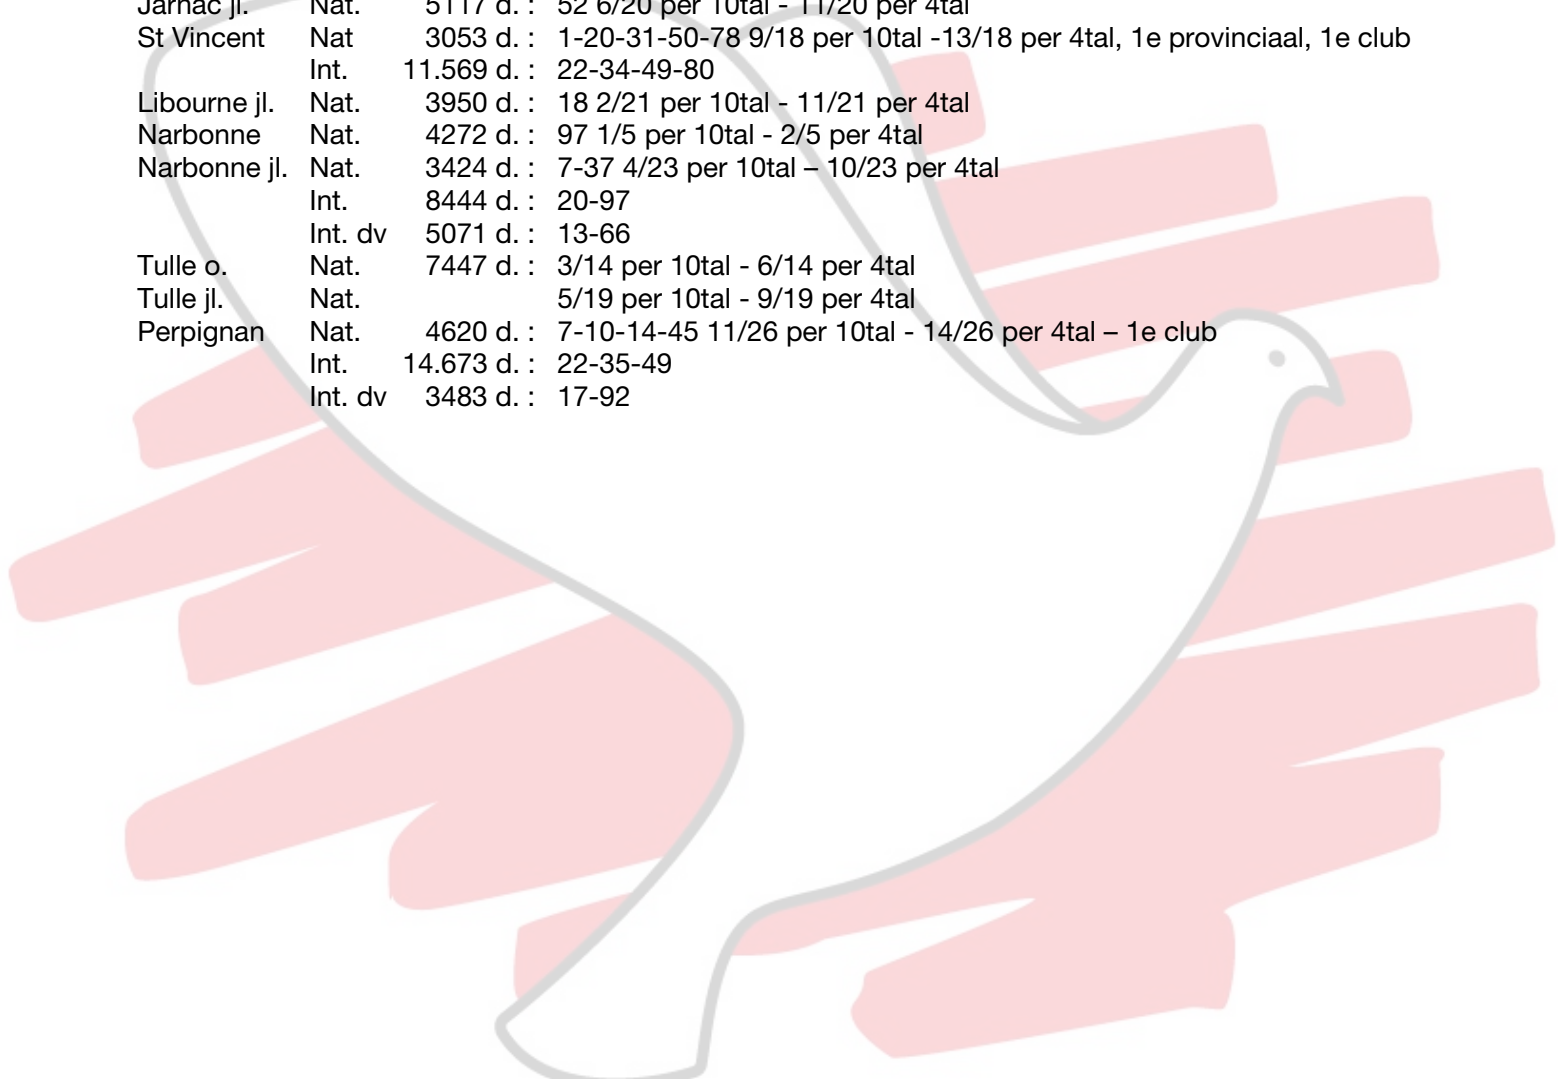 Jarnac jl. Nat. 5117 d. : 52 6/20 per 10tal - 11/20 per 4tal
St Vincent Nat 3053 d. : 1-20-31-50-78 9/18 per 10tal -13/18 per 4tal, 1e provinciaal, 1e club
Int. 11.569 d. : 22-34-49-80
Libourne jl. Nat. 3950 d. : 18 2/21 per 10tal - 11/21 per 4tal
Narbonne Nat. 4272 d. : 97 1/5 per 10tal - 2/5 per 4tal
Narbonne jl. Nat. 3424 d. : 7-37 4/23 per 10tal – 10/23 per 4tal
Int. 8444 d. : 20-97
Int. dv 5071 d. : 13-66
Tulle o. Nat. 7447 d. : 3/14 per 10tal - 6/14 per 4tal
Tulle jl. Nat. 5/19 per 10tal - 9/19 per 4tal
Perpignan Nat. 4620 d. : 7-10-14-45 11/26 per 10tal - 14/26 per 4tal – 1e club
Int. 14.673 d. : 22-35-49
Int. dv 3483 d. : 17-92